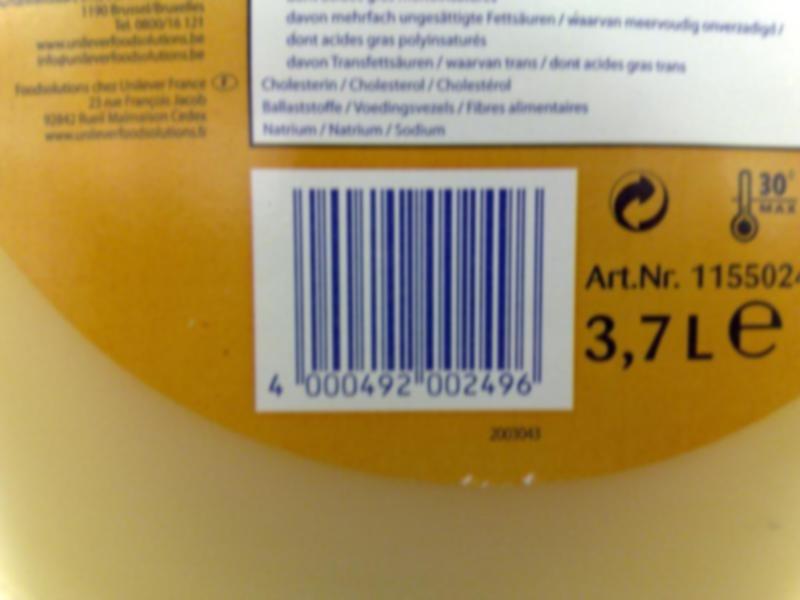 1190 Brussel/Bruxelles
Tel. 0800/16 121
www.unileverfoodsolutions.be
info@unileverfoodsolutions.be
Foodsolutions chez Unilever France F
23 rue François Jacob
92842 Rueil Malmaison Cedex
www.unileverfoodsolutions.fr
davon mehrfach ungesättigte Fettsäuren / waarvan meervoudig onverzadigd /
dont acides gras polyinsaturés
davon Transfettsäuren / waarvan trans / dont acides gras trans
Cholesterin / Cholesterol / Cholestérol
Ballaststoffe / Voedingsvezels / Fibres alimentaires
Natrium / Natrium / Sodium
30°
MAX
Art.Nr. 1155024
3,7 L e
4 000492 002496
2003043